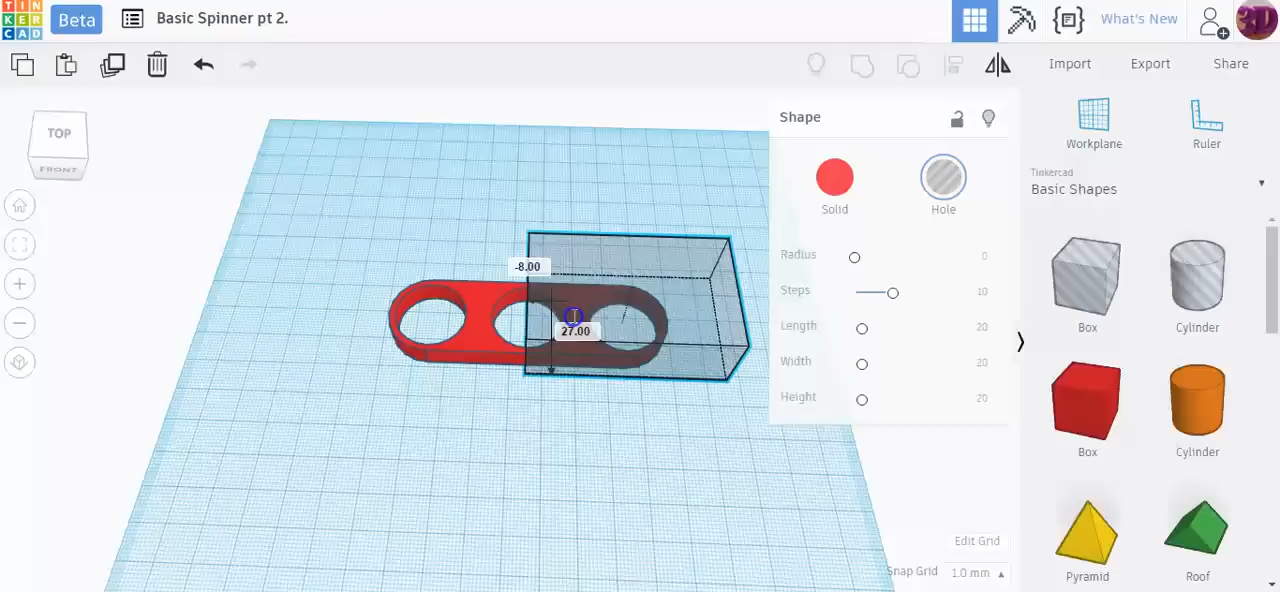 TIN
KER
CAD
Beta
Basic Spinner pt 2.
What's New
3D
Import
Export
Share
TOP
FRONT
Shape
Solid
Hole
Radius 0
Steps 10
Length 20
Width 20
Height 20
-8.00
27.00
Workplane
Ruler
Tinkercad
Basic Shapes
Box
Cylinder
Box
Cylinder
Pyramid
Roof
Edit Grid
Snap Grid 1.0 mm